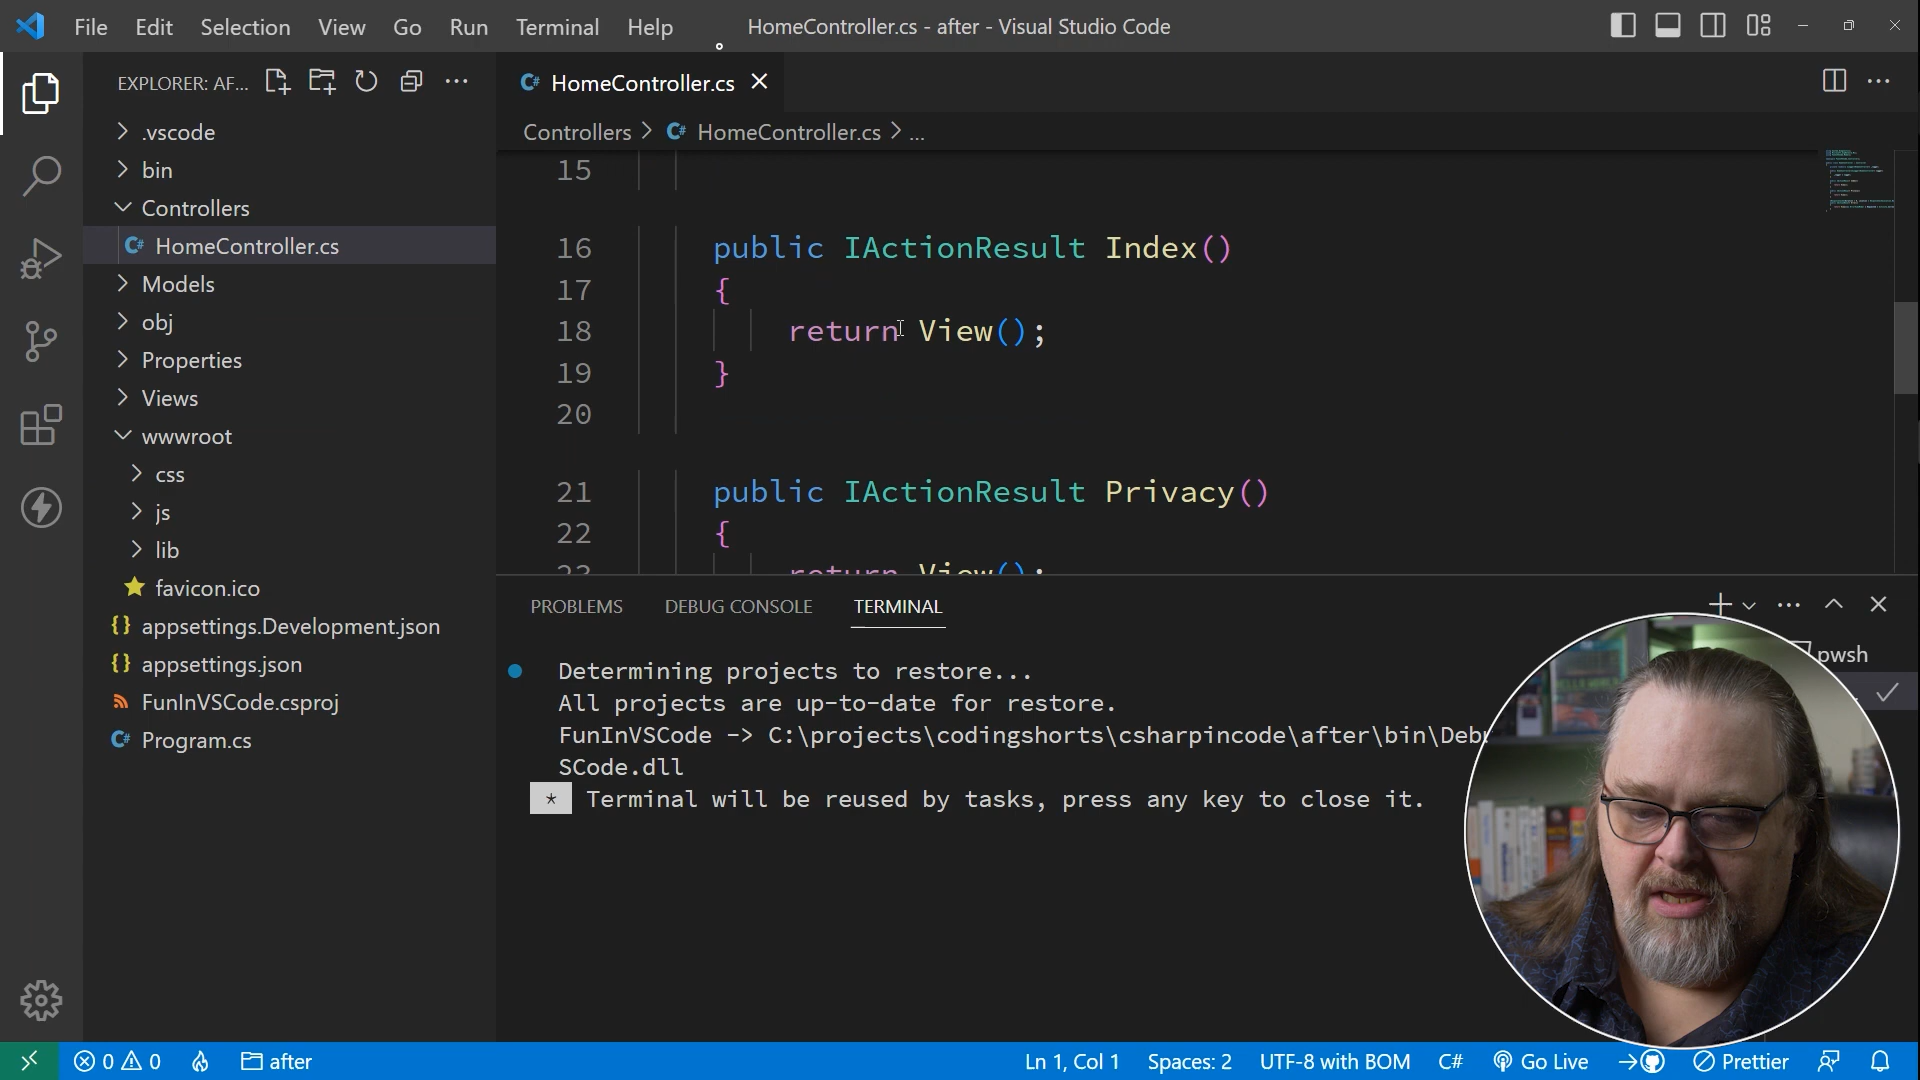 File Edit Selection View Go Run Terminal Help
HomeController.cs - after - Visual Studio Code
EXPLORER: AF...
.vscode
bin
Controllers
C# HomeController.cs
Models
obj
Properties
Views
wwwroot
css
js
lib
favicon.ico
{} appsettings.Development.json
{} appsettings.json
FunInVSCode.csproj
C# Program.cs
C# HomeController.cs
Controllers > C# HomeController.cs > ...
15
16 public IActionResult Index()
17 {
18 return View();
19 }
20
21 public IActionResult Privacy()
22 {
23 return View();
PROBLEMS DEBUG CONSOLE TERMINAL
pwsh
Determining projects to restore...
All projects are up-to-date for restore.
FunInVSCode -> C:\projects\codingshorts\csharpincode\after\bin\Deb
SCode.dll
* Terminal will be reused by tasks, press any key to close it.
0 0 after Ln 1, Col 1 Spaces: 2 UTF-8 with BOM C# Go Live Prettier